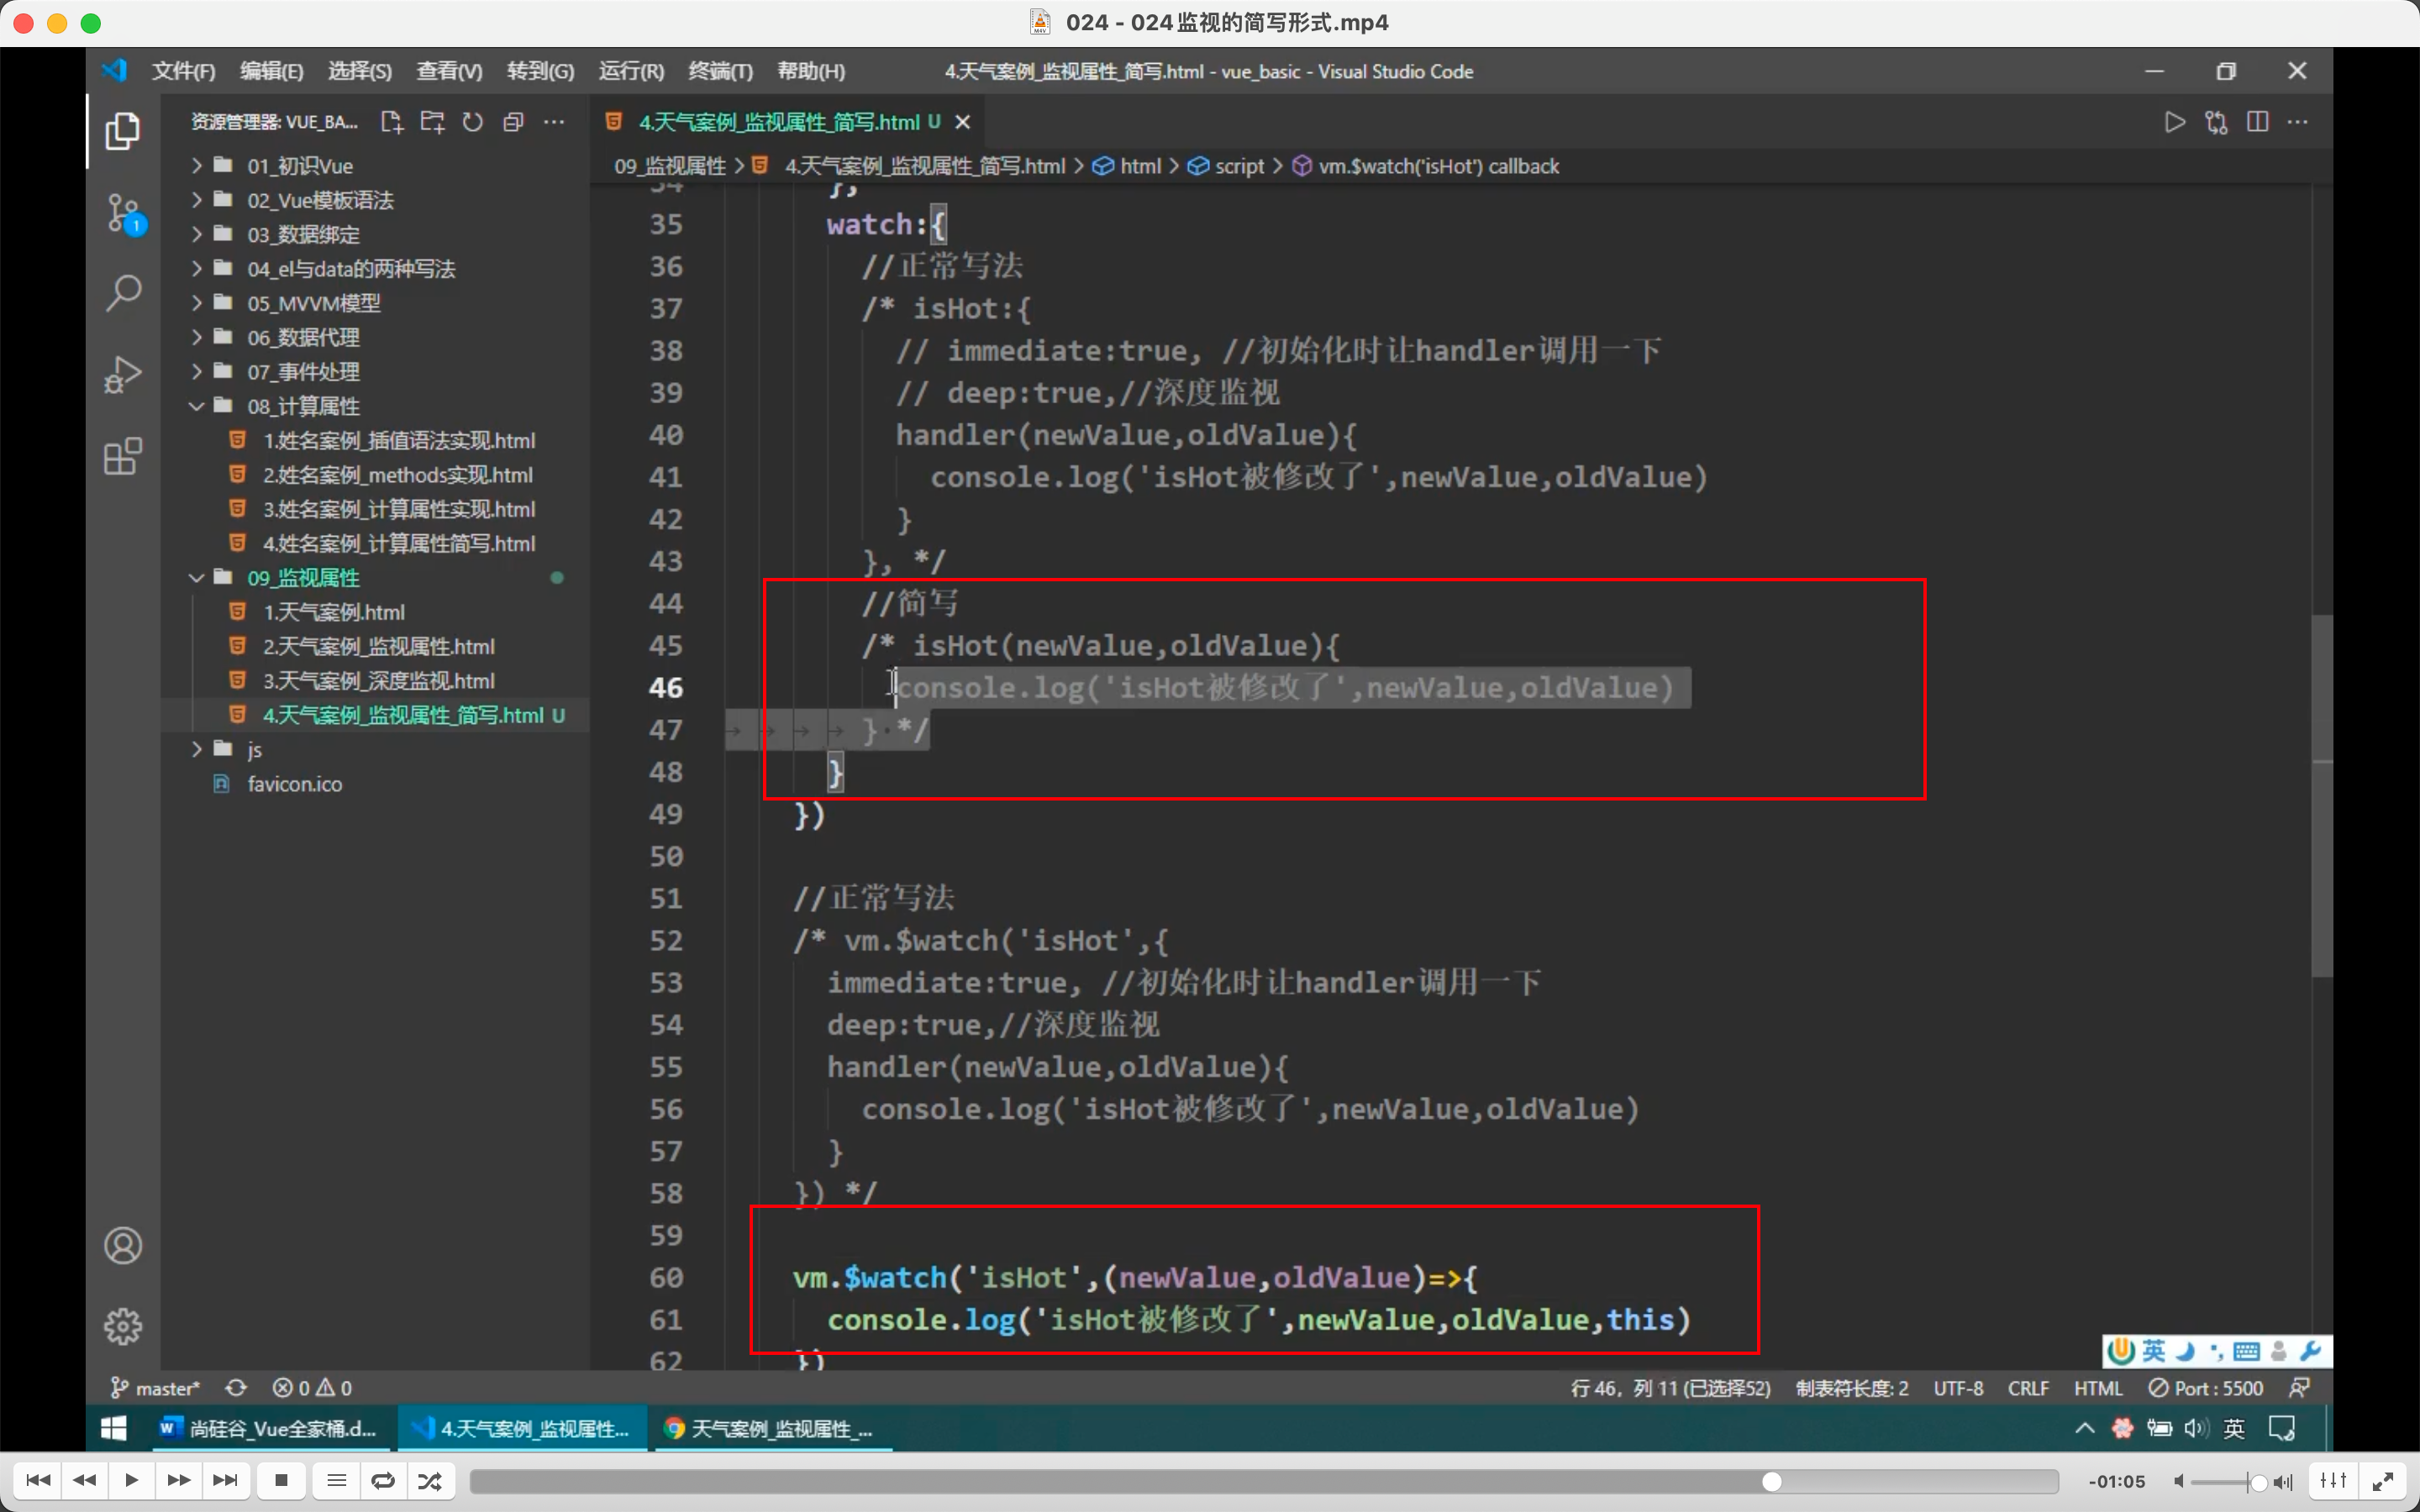 024 - 024监视的简写形式.mp4
文件(F) 编辑(E) 选择(S) 查看(V) 转到(G) 运行(R) 终端(T) 帮助(H)
4.天气案例_监视属性_简写.html - vue_basic - Visual Studio Code
资源管理器: VUE_BA...
4.天气案例_监视属性_简写.html U
09_监视属性 > 4.天气案例_监视属性_简写.html > html > script > vm.$watch('isHot') callback
01_初识Vue
02_Vue模板语法
03_数据绑定
04_el与data的两种写法
05_MVVM模型
06_数据代理
07_事件处理
08_计算属性
1.姓名案例_插值语法实现.html
2.姓名案例_methods实现.html
3.姓名案例_计算属性实现.html
4.姓名案例_计算属性简写.html
09_监视属性
1.天气案例.html
2.天气案例_监视属性.html
3.天气案例_深度监视.html
4.天气案例_监视属性_简写.html U
js
favicon.ico
1
34 },
35 watch:{
36 //正常写法
37 /* isHot:{
38 // immediate:true, //初始化时让handler调用一下
39 // deep:true,//深度监视
40 handler(newValue,oldValue){
41 console.log('isHot被修改了',newValue,oldValue)
42 }
43 }, */
44 //简写
45 /* isHot(newValue,oldValue){
46 console.log('isHot被修改了',newValue,oldValue)
47 } */
48 }
49 })
50
51 //正常写法
52 /* vm.$watch('isHot',{
53 immediate:true, //初始化时让handler调用一下
54 deep:true,//深度监视
55 handler(newValue,oldValue){
56 console.log('isHot被修改了',newValue,oldValue)
57 }
58 }) */
59
60 vm.$watch('isHot',(newValue,oldValue)=>{
61 console.log('isHot被修改了',newValue,oldValue,this)
62 })
英
master* 0 0
行 46，列 11 (已选择52) 制表符长度: 2 UTF-8 CRLF HTML Port : 5500
尚硅谷_Vue全家桶.d...
4.天气案例_监视属性...
天气案例_监视属性_...
英
-01:05